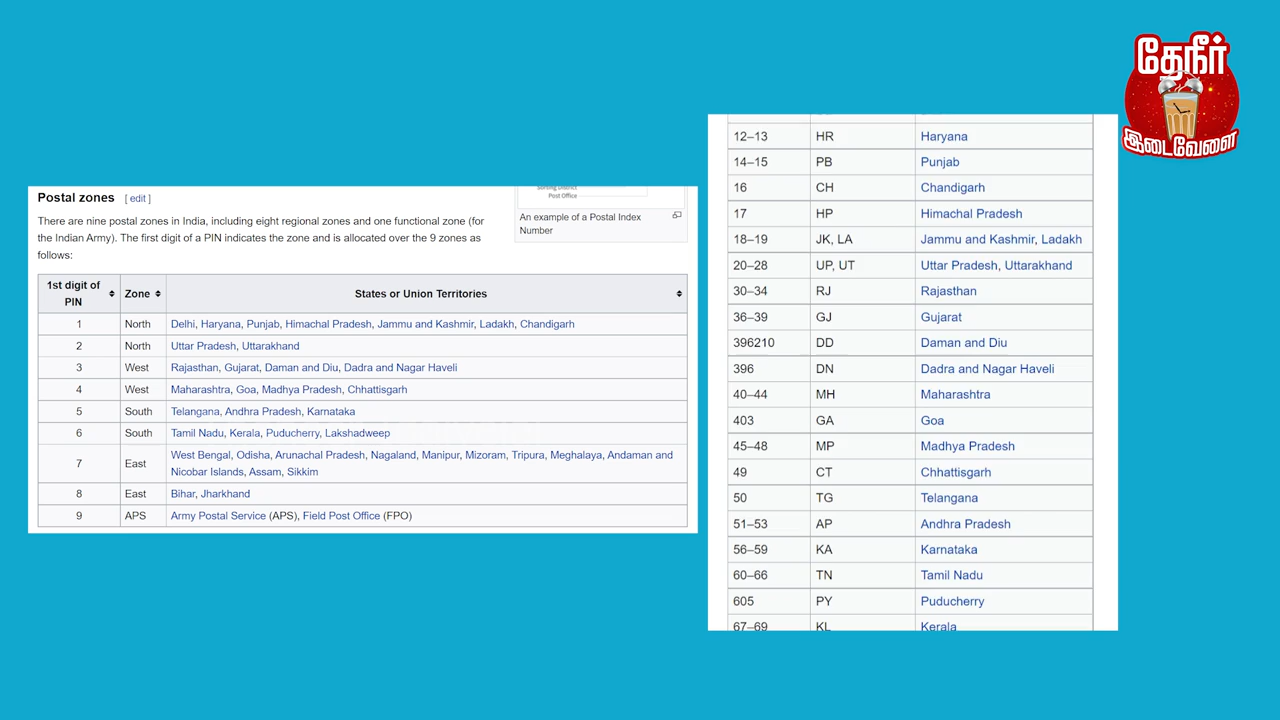 தேநீர்
இடைவேளை
Postal zones [ edit ]
There are nine postal zones in India, including eight regional zones and one functional zone (for
the Indian Army). The first digit of a PIN indicates the zone and is allocated over the 9 zones as
follows:
Sorting District
Post Office
An example of a Postal Index
Number
1st digit of
PIN Zone States or Union Territories
1 North Delhi, Haryana, Punjab, Himachal Pradesh, Jammu and Kashmir, Ladakh, Chandigarh
2 North Uttar Pradesh, Uttarakhand
3 West Rajasthan, Gujarat, Daman and Diu, Dadra and Nagar Haveli
4 West Maharashtra, Goa, Madhya Pradesh, Chhattisgarh
5 South Telangana, Andhra Pradesh, Karnataka
6 South Tamil Nadu, Kerala, Puducherry, Lakshadweep
7 East West Bengal, Odisha, Arunachal Pradesh, Nagaland, Manipur, Mizoram, Tripura, Meghalaya, Andaman and
Nicobar Islands, Assam, Sikkim
8 East Bihar, Jharkhand
9 APS Army Postal Service (APS), Field Post Office (FPO)
12–13 HR Haryana
14–15 PB Punjab
16 CH Chandigarh
17 HP Himachal Pradesh
18–19 JK, LA Jammu and Kashmir, Ladakh
20–28 UP, UT Uttar Pradesh, Uttarakhand
30–34 RJ Rajasthan
36–39 GJ Gujarat
396210 DD Daman and Diu
396 DN Dadra and Nagar Haveli
40–44 MH Maharashtra
403 GA Goa
45–48 MP Madhya Pradesh
49 CT Chhattisgarh
50 TG Telangana
51–53 AP Andhra Pradesh
56–59 KA Karnataka
60–66 TN Tamil Nadu
605 PY Puducherry
67–69 KL Kerala